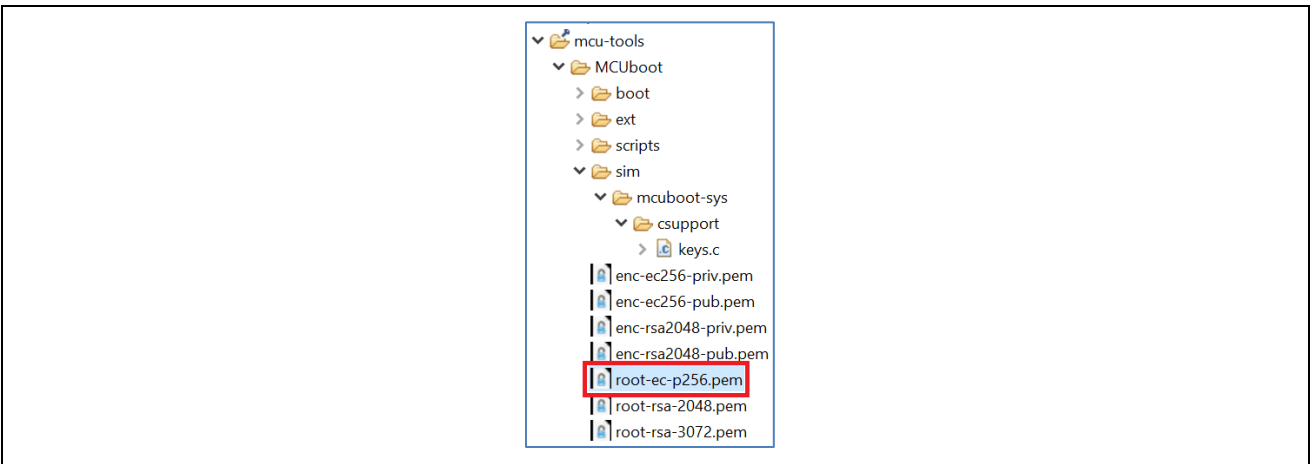 mcu-tools
MCUboot
boot
ext
scripts
sim
mcuboot-sys
csupport
keys.c
enc-ec256-priv.pem
enc-ec256-pub.pem
enc-rsa2048-priv.pem
enc-rsa2048-pub.pem
root-ec-p256.pem
root-rsa-2048.pem
root-rsa-3072.pem